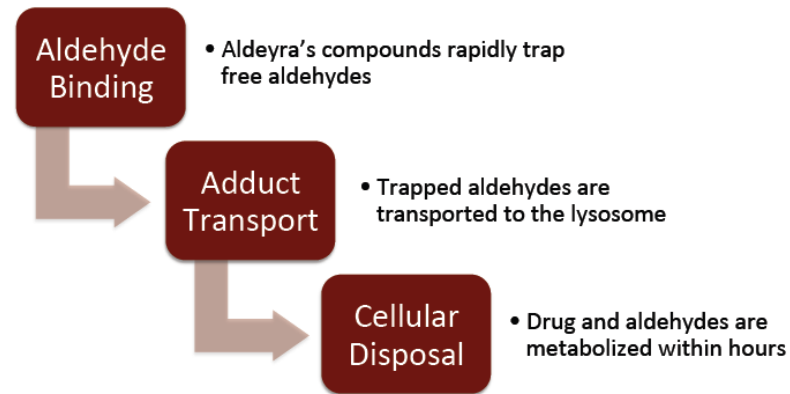 Aldehyde
Binding
• Aldeyra’s compounds rapidly trap
free aldehydes
Adduct
Transport
• Trapped aldehydes are
transported to the lysosome
Cellular
Disposal
• Drug and aldehydes are
metabolized within hours